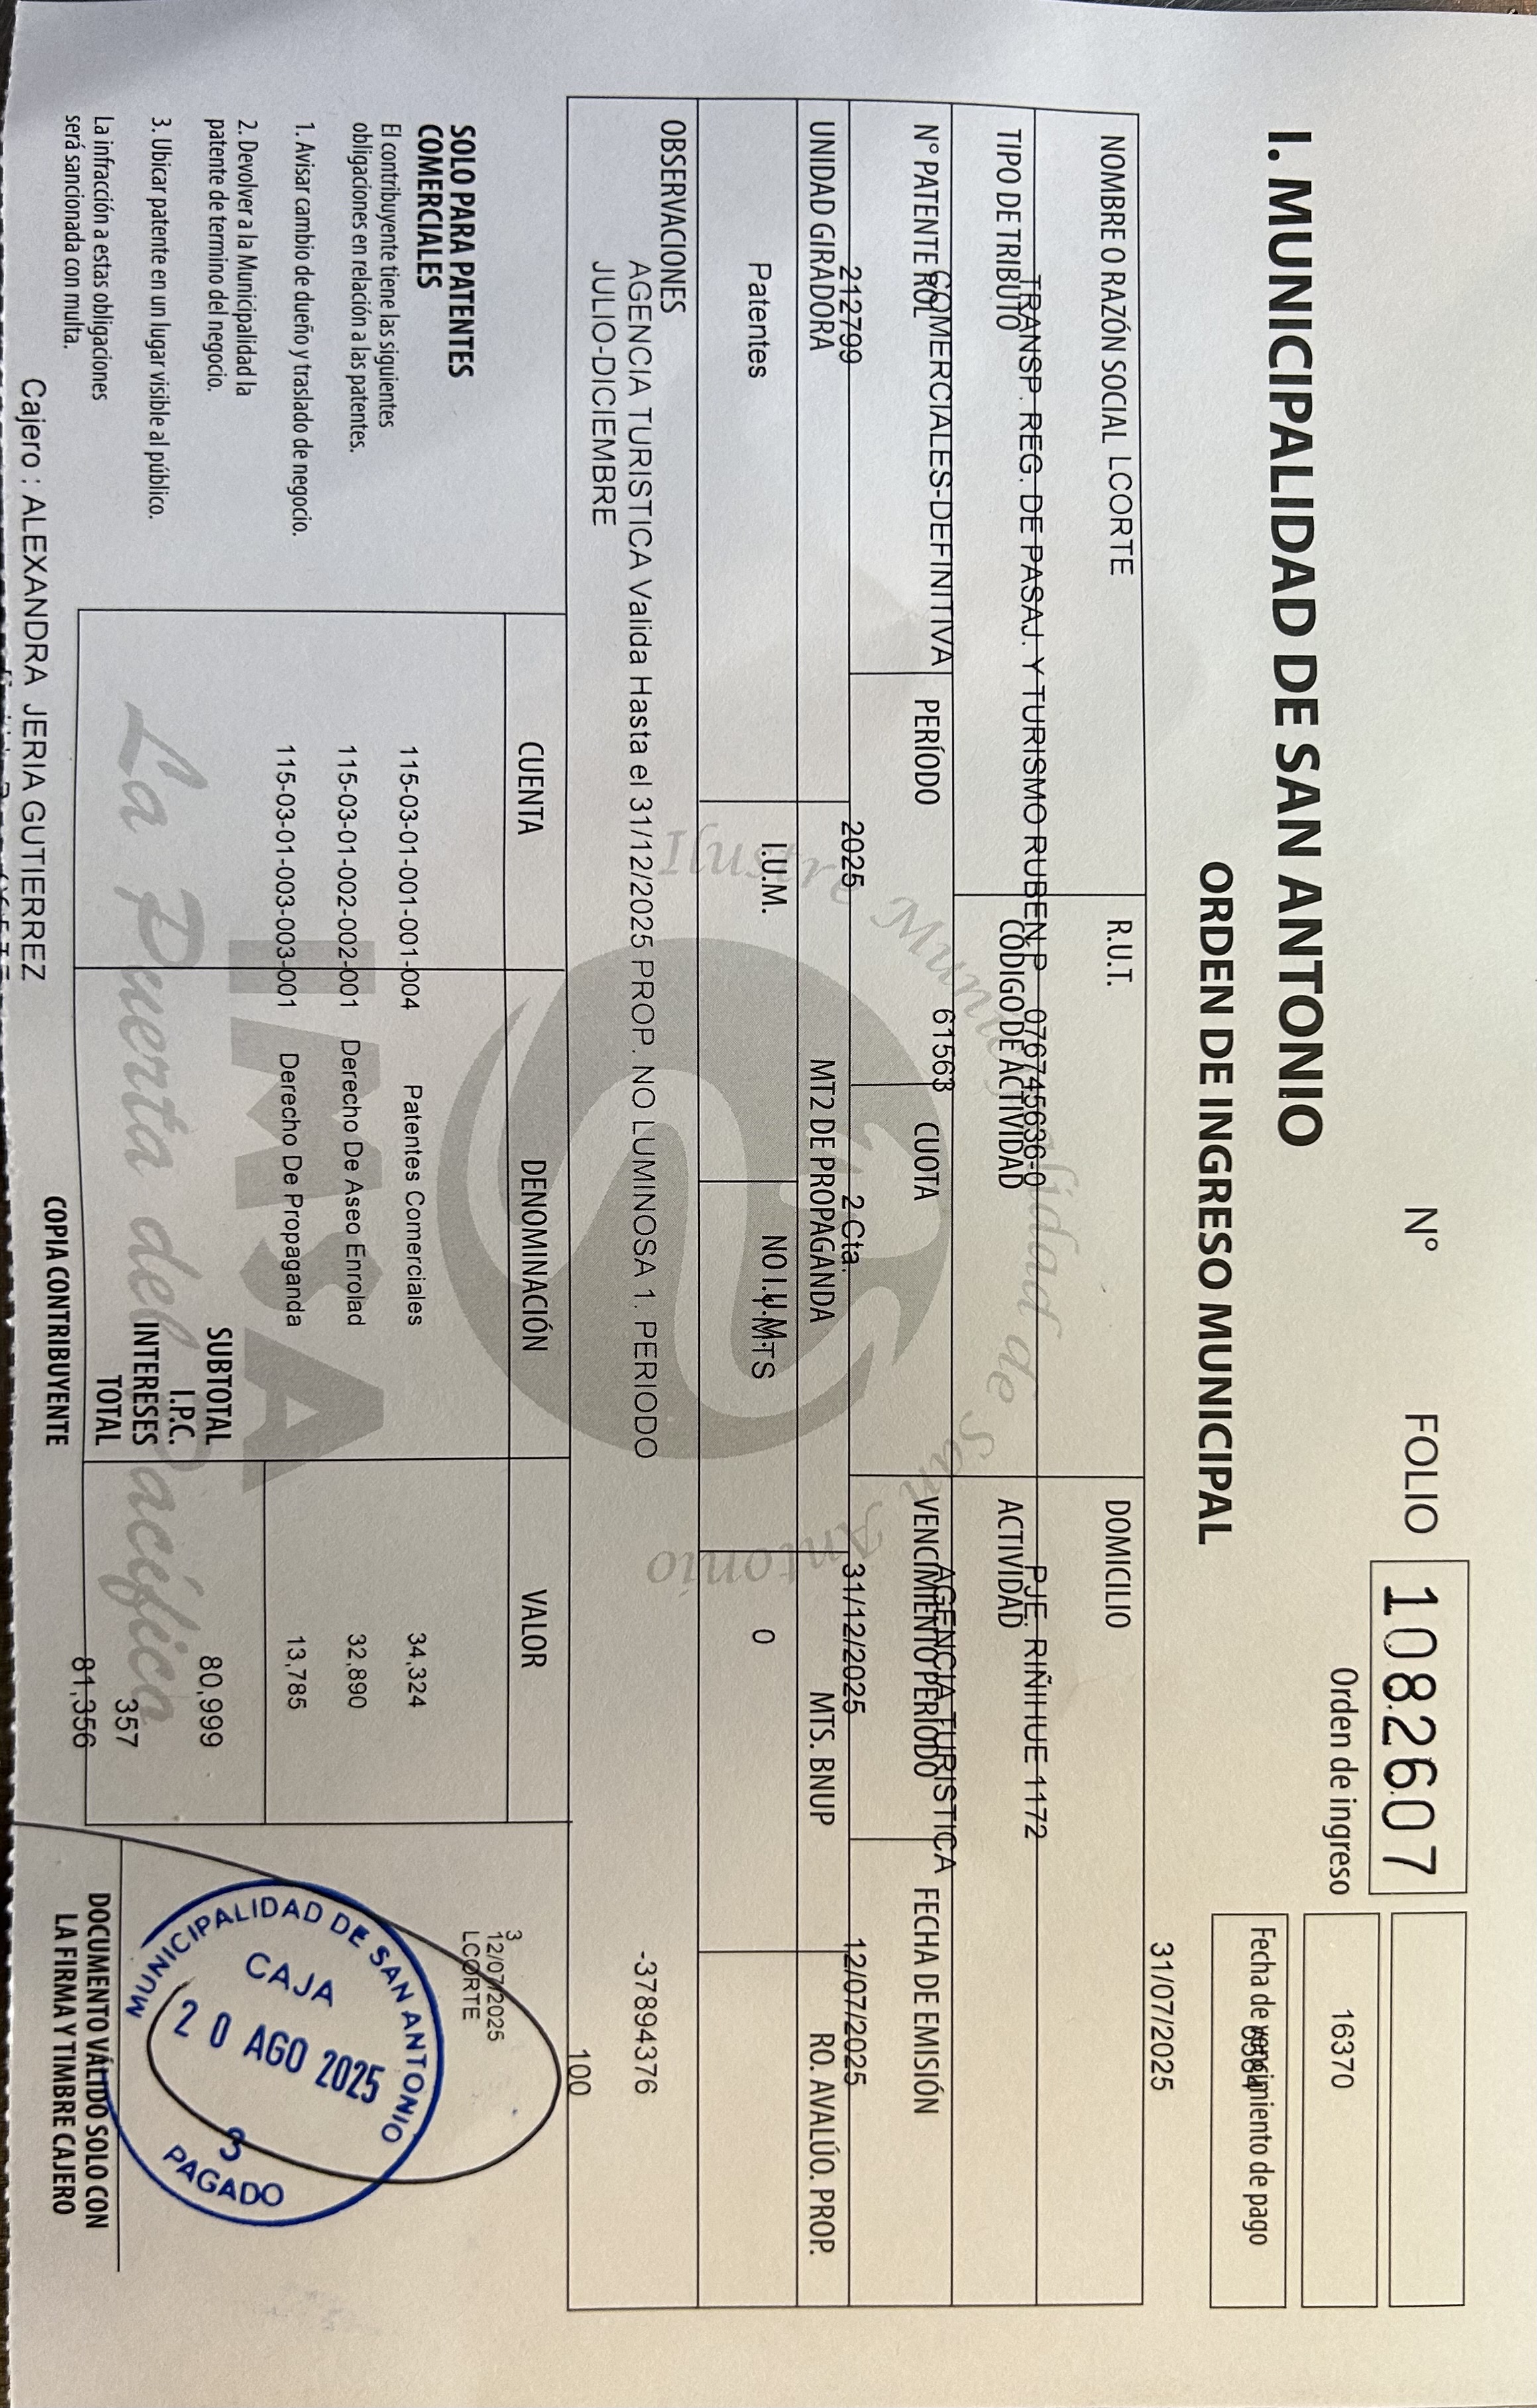 N° FOLIO 1082607
Orden de ingreso 16370
I. MUNICIPALIDAD DE SAN ANTONIO
ORDEN DE INGRESO MUNICIPAL
Fecha de vencimiento de pago
31/07/2025
NOMBRE O RAZÓN SOCIAL LCORTE R.U.T. DOMICILIO
TRANSP. REG. DE PASAJ. Y TURISMO RUBEN P 076745636-0 PJE. RIÑIHUE 1172
TIPO DE TRIBUTO CÓDIGO DE ACTIVIDAD ACTIVIDAD
COMERCIALES-DEFINITIVA 61563 AGENCIA TURISTICA
N° PATENTE ROL PERÍODO CUOTA VENCIMIENTO PERÍODO FECHA DE EMISIÓN
212799 2025 2 Cta. 31/12/2025 12/07/2025
UNIDAD GIRADORA MT2 DE PROPAGANDA MTS. BNUP RO. AVALÚO. PROP.
Patentes I.U.M. NO I.U.M. 0
OBSERVACIONES
AGENCIA TURISTICA Valida Hasta el 31/12/2025 PROP. NO LUMINOSA 1. PERIODO -37894376
JULIO-DICIEMBRE
100
CUENTA DENOMINACIÓN VALOR
115-03-01-001-001-004 Patentes Comerciales 34,324
115-03-01-002-002-001 Derecho De Aseo Enrolad 32,890
115-03-01-003-003-001 Derecho De Propaganda 13,785
SUBTOTAL 80,999
I.P.C.
INTERESES 357
TOTAL 81,356
SOLO PARA PATENTES
COMERCIALES
El contribuyente tiene las siguientes
obligaciones en relación a las patentes.
1. Avisar cambio de dueño y traslado de negocio.
2. Devolver a la Municipalidad la
patente de termino del negocio.
3. Ubicar patente en un lugar visible al público.
La infracción a estas obligaciones
será sancionada con multa.
3
12/07/2025
LCORTE
MUNICIPALIDAD DE SAN ANTONIO
CAJA
20 AGO 2025
3
PAGADO
DOCUMENTO VÁLIDO SOLO CON
LA FIRMA Y TIMBRE CAJERO
COPIA CONTRIBUYENTE
Cajero : ALEXANDRA JERIA GUTIERREZ
Ilustre Municipalidad de San Antonio
IMSA
La Puerta del Pacífico